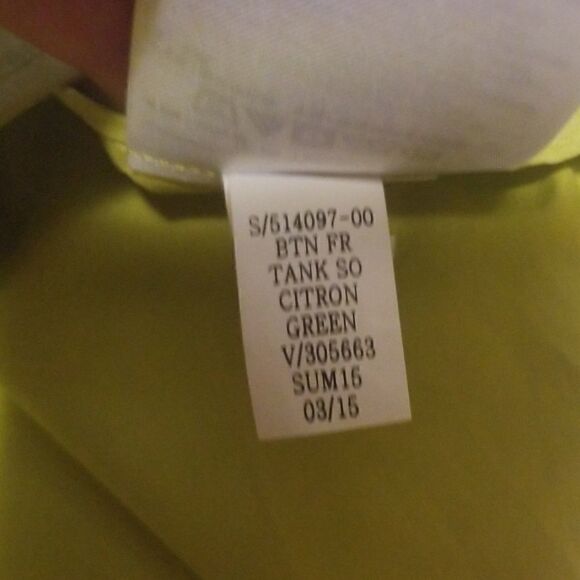 S/514097-00
BTN FR
TANK SO
CITRON
GREEN
V/305663
SUM15
03/15